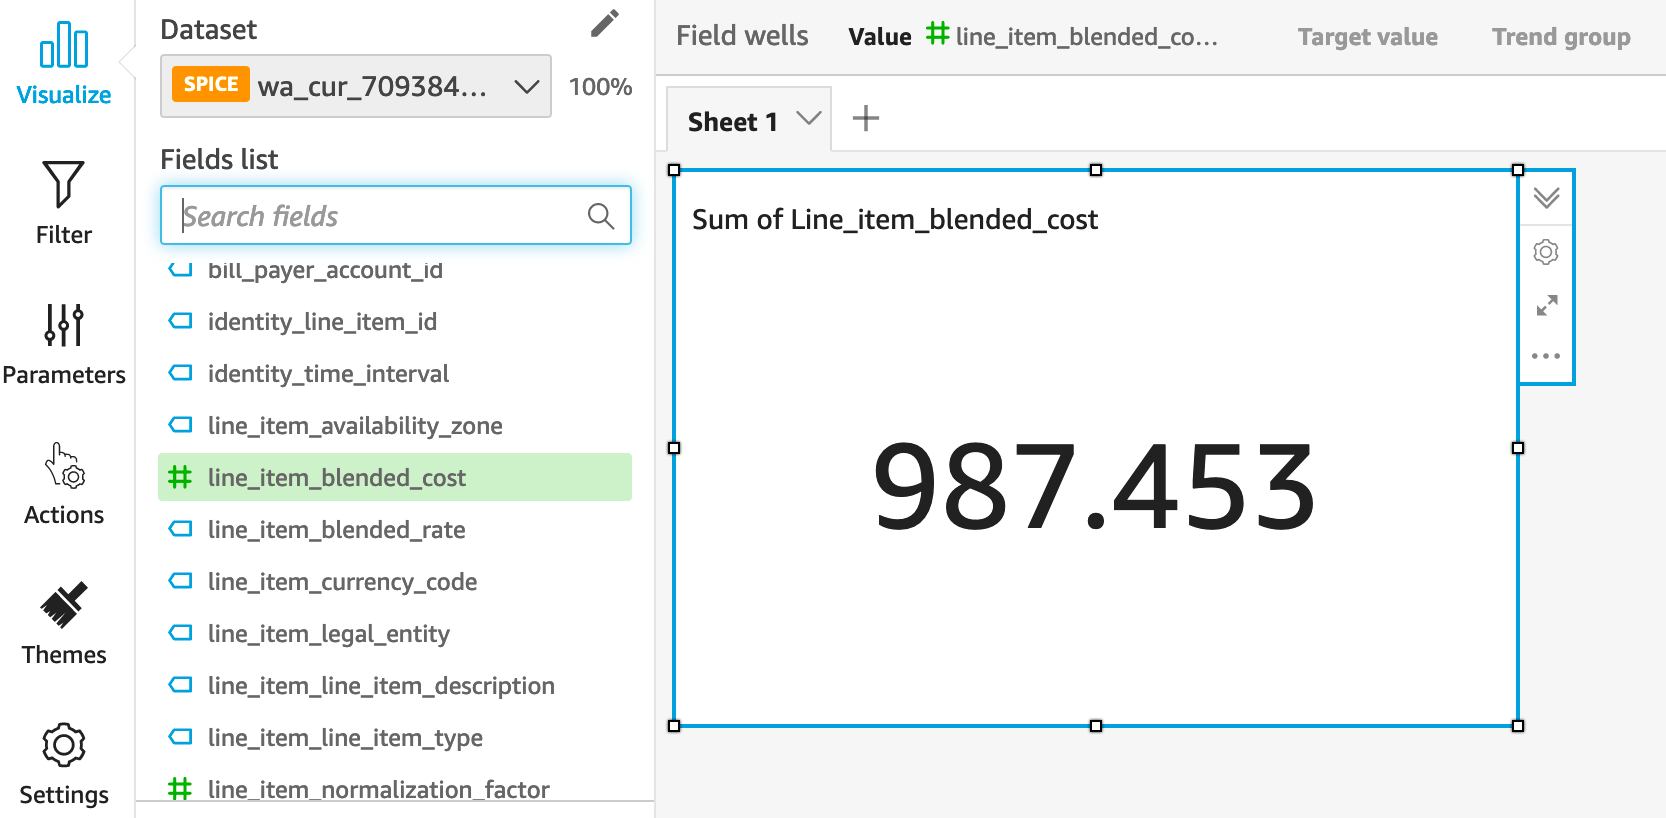 Visualize
Filter
Parameters
Actions
Themes
Settings
Dataset
SPICE wa_cur_709384... 100%
Fields list
Search fields
bill_payer_account_id
identity_line_item_id
identity_time_interval
line_item_availability_zone
line_item_blended_cost
line_item_blended_rate
line_item_currency_code
line_item_legal_entity
line_item_line_item_description
line_item_line_item_type
line_item_normalization_factor
Field wells Value line_item_blended_co... Target value Trend group
Sheet 1
Sum of Line_item_blended_cost
987.453